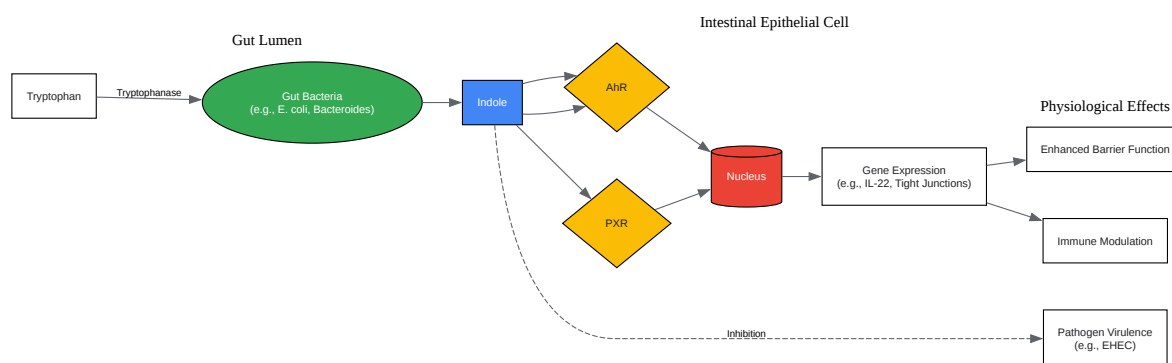 Gut Lumen
Intestinal Epithelial Cell
Physiological Effects
Tryptophan
Tryptophanase
Gut Bacteria
(e.g., E. coli, Bacteroides)
Indole
AhR
PXR
Nucleus
Gene Expression
(e.g., IL-22, Tight Junctions)
Enhanced Barrier Function
Immune Modulation
Inhibition
Pathogen Virulence
(e.g., EHEC)